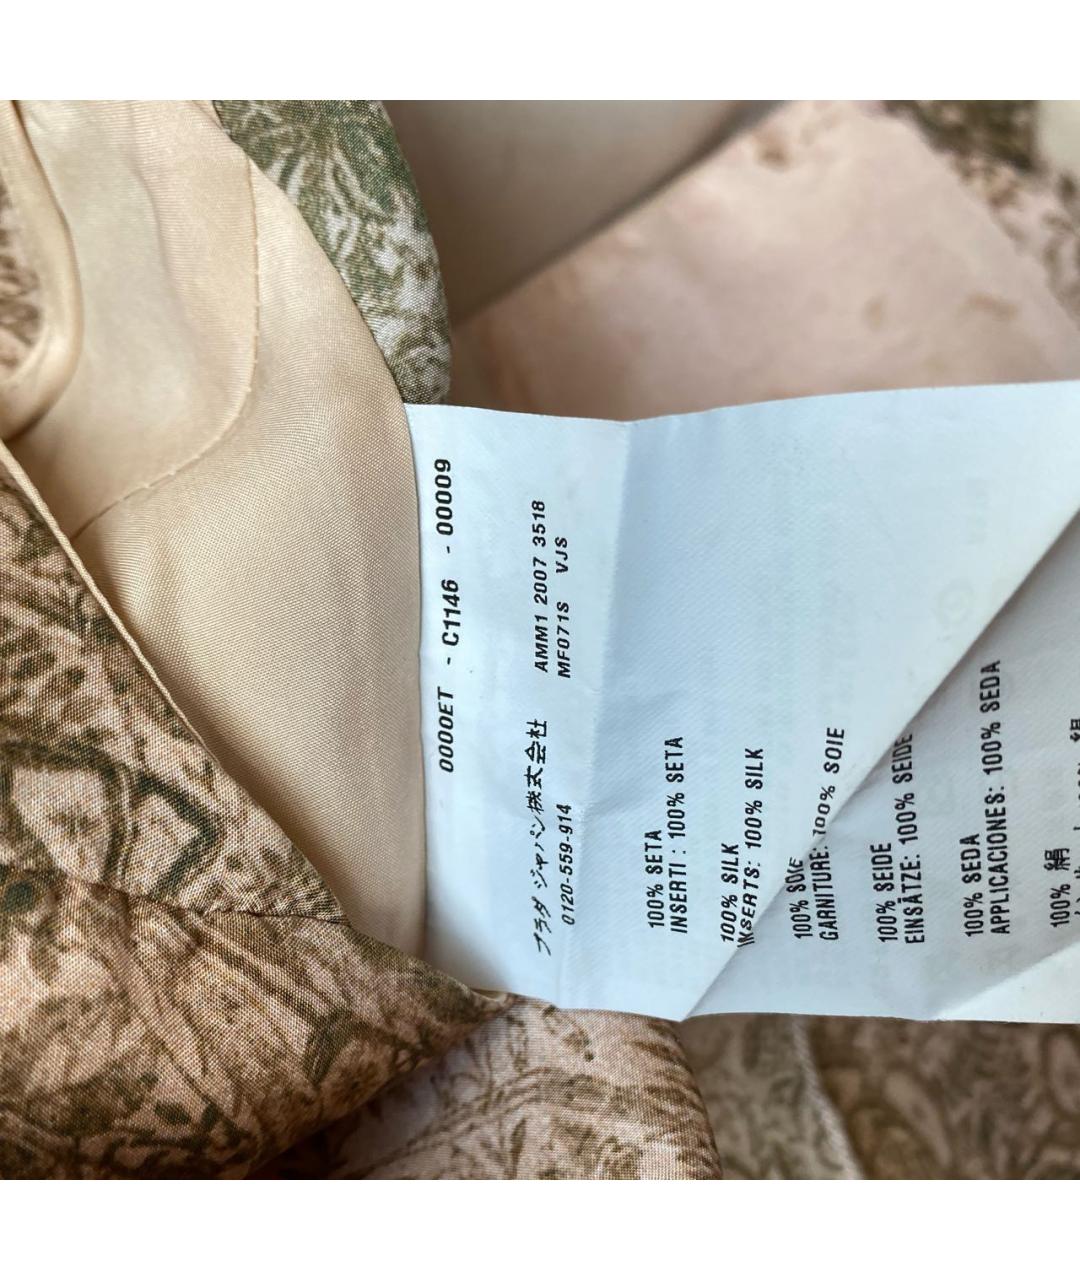 0000ET - C1146 - 00009
プラダ ジャパン株式会社 AMM1 2007 3518
0120-559-914 MF071S VJS
100% SETA
INSERTI : 100% SETA
100% SILK
INSERTS: 100% SILK
100% SOIE
GARNITURE: 100% SOIE
100% SEIDE
EINSÄTZE: 100% SEIDE
100% SEDA
APPLICACIONES: 100% SEDA
100% 絹